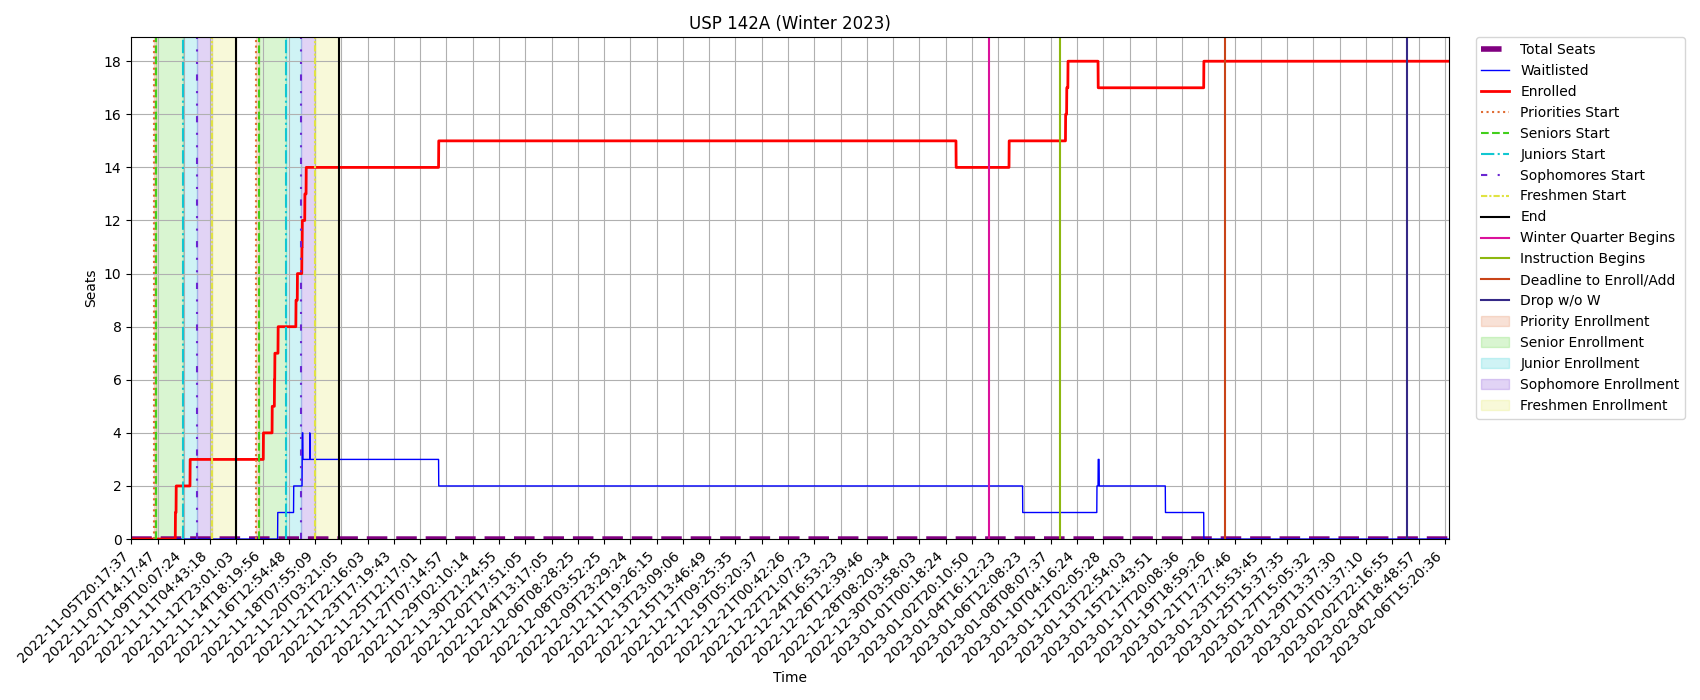 USP 142A (Winter 2023)
Seats
18
16
14
12
10
8
6
4
2
0
2022-11-05T20:17:37
2022-11-07T14:17:47
2022-11-09T10:07:24
2022-11-11T04:43:18
2022-11-12T23:01:03
2022-11-14T18:19:56
2022-11-16T12:54:48
2022-11-18T07:55:09
2022-11-20T03:21:05
2022-11-21T22:16:03
2022-11-23T17:19:43
2022-11-25T12:17:01
2022-11-27T07:14:57
2022-11-29T02:10:14
2022-11-30T21:24:55
2022-12-02T17:51:05
2022-12-04T13:17:05
2022-12-06T08:28:25
2022-12-08T03:52:25
2022-12-09T23:29:24
2022-12-11T19:26:15
2022-12-13T23:09:06
2022-12-15T13:46:49
2022-12-17T09:25:35
2022-12-19T05:20:37
2022-12-21T00:42:26
2022-12-22T21:07:23
2022-12-24T16:53:23
2022-12-26T12:39:46
2022-12-28T08:20:34
2022-12-30T03:58:03
2023-01-01T00:18:24
2023-01-02T20:10:50
2023-01-04T16:12:23
2023-01-06T12:08:23
2023-01-08T08:07:37
2023-01-10T04:16:24
2023-01-12T02:05:28
2023-01-13T22:54:03
2023-01-15T21:43:51
2023-01-17T20:08:36
2023-01-19T18:59:26
2023-01-21T17:27:46
2023-01-23T15:53:45
2023-01-25T15:37:35
2023-01-27T15:05:32
2023-01-29T13:37:30
2023-02-01T01:37:10
2023-02-02T22:16:55
2023-02-04T18:48:57
2023-02-06T15:20:36
Time
Total Seats
Waitlisted
Enrolled
Priorities Start
Seniors Start
Juniors Start
Sophomores Start
Freshmen Start
End
Winter Quarter Begins
Instruction Begins
Deadline to Enroll/Add
Drop w/o W
Priority Enrollment
Senior Enrollment
Junior Enrollment
Sophomore Enrollment
Freshmen Enrollment